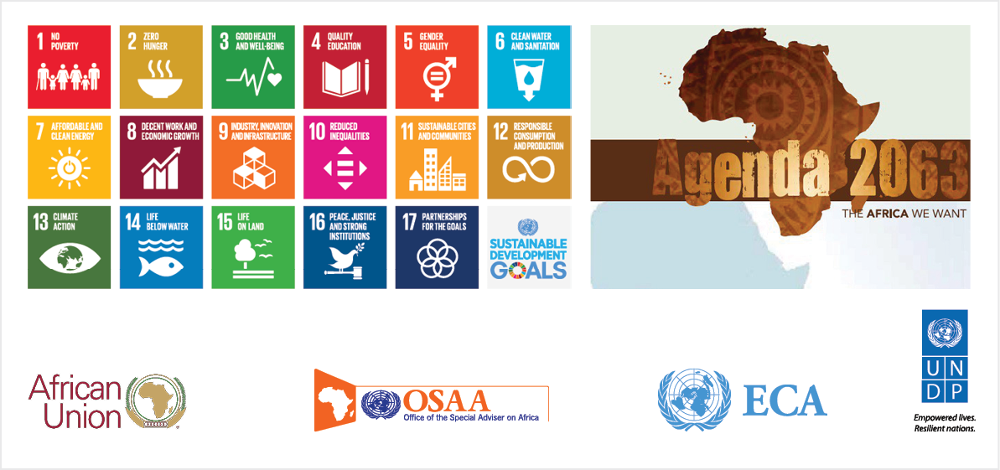 1 NO
POVERTY
2 ZERO
HUNGER
3 GOOD HEALTH
AND WELL-BEING
4 QUALITY
EDUCATION
5 GENDER
EQUALITY
6 CLEAN WATER
AND SANITATION
7 AFFORDABLE AND
CLEAN ENERGY
8 DECENT WORK AND
ECONOMIC GROWTH
9 INDUSTRY, INNOVATION
AND INFRASTRUCTURE
10 REDUCED
INEQUALITIES
11 SUSTAINABLE CITIES
AND COMMUNITIES
12 RESPONSIBLE
CONSUMPTION
AND PRODUCTION
13 CLIMATE
ACTION
14 LIFE
BELOW WATER
15 LIFE
ON LAND
16 PEACE, JUSTICE
AND STRONG
INSTITUTIONS
17 PARTNERSHIPS
FOR THE GOALS
SUSTAINABLE
DEVELOPMENT
GOALS
Agenda 2063
THE AFRICA WE WANT
African
Union
OSAA
Office of the Special Adviser on Africa
ECA
UN
DP
Empowered lives.
Resilient nations.